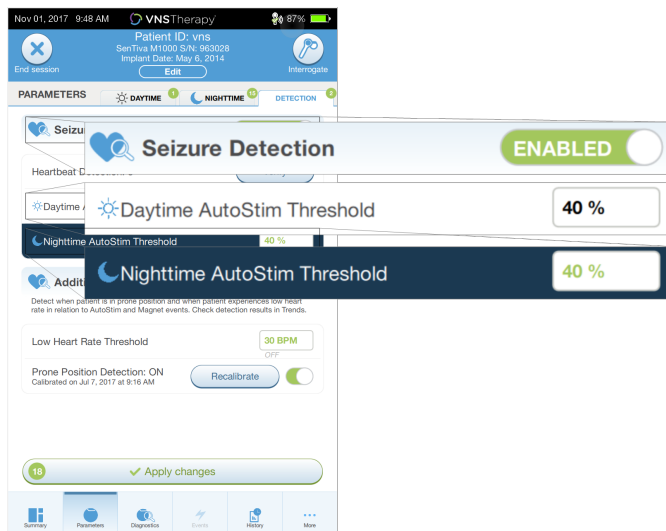 Nov 01, 2017 9:48 AM VNSTherapy® 87%
Patient ID: vns
SenTiva M1000 S/N: 963028
Implant Date: May 6, 2014
End session Edit Interrogate
PARAMETERS DAYTIME 1 NIGHTTIME 15 DETECTION 2
Seizu
Seizure Detection ENABLED
Heartbeat De
Daytime A
Daytime AutoStim Threshold 40 %
Nighttime AutoStim Threshold 40 %
Nighttime AutoStim Threshold 40 %
Additi
Detect when patient is in prone position and when patient experiences low heart
rate in relation to AutoStim and Magnet events. Check detection results in Trends.
Low Heart Rate Threshold 30 BPM
OFF
Prone Position Detection: ON
Calibrated on Jul 7, 2017 at 9:16 AM Recalibrate
18 Apply changes
Summary Parameters Diagnostics Events History More